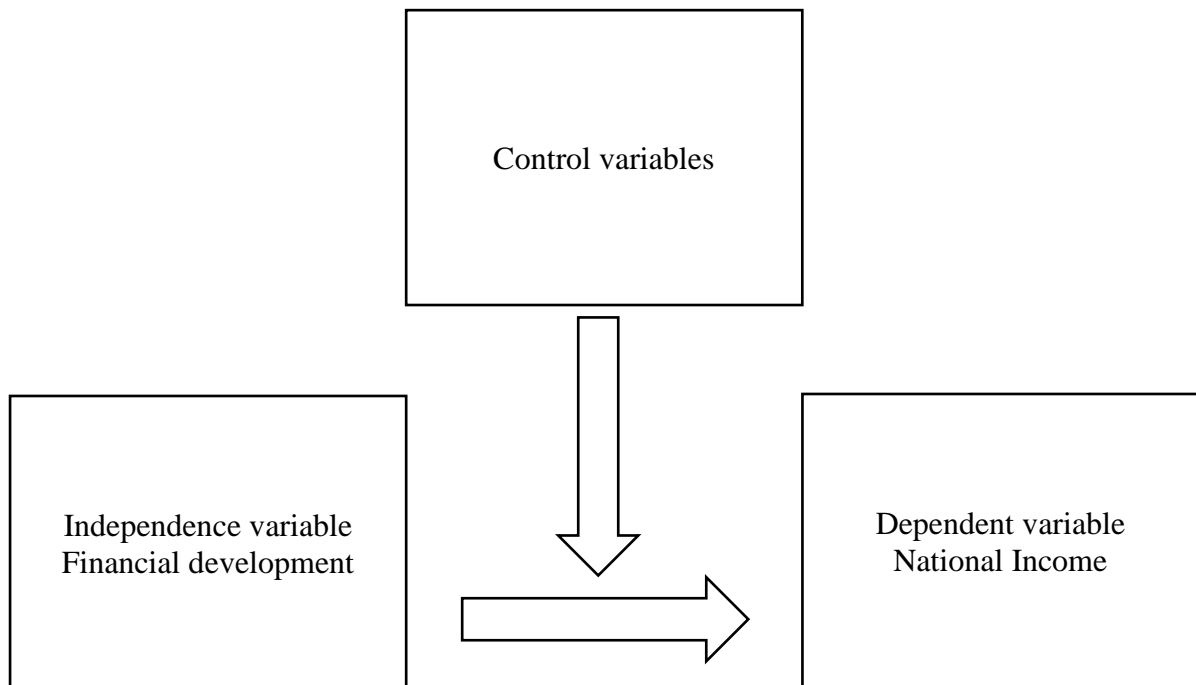 Control variables
Independence variable
Financial development
Dependent variable
National Income